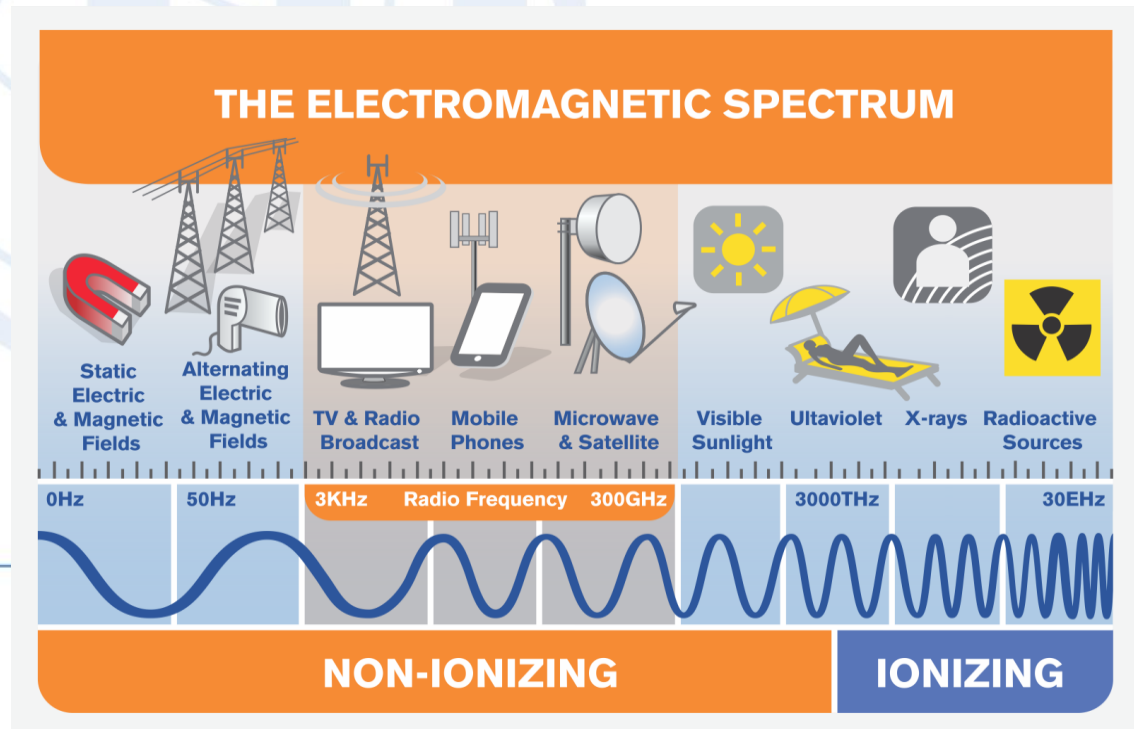 THE ELECTROMAGNETIC SPECTRUM
Static
Electric
& Magnetic
Fields
Alternating
Electric
& Magnetic
Fields
TV & Radio
Broadcast
Mobile
Phones
Microwave
& Satellite
Visible
Sunlight
Ultaviolet
X-rays
Radioactive
Sources
0Hz
50Hz
3KHz
Radio Frequency
300GHz
3000THz
30EHz
NON-IONIZING
IONIZING